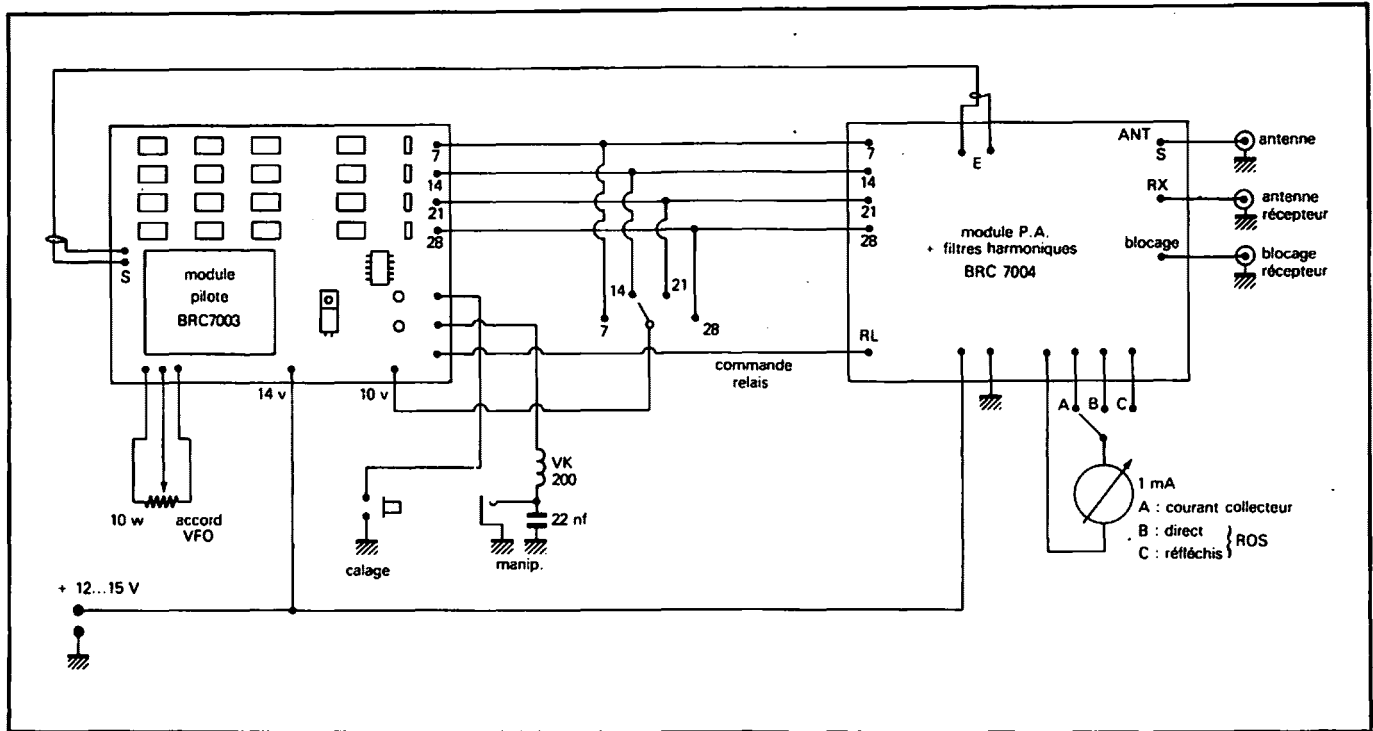 7
14
21
28
S
module
pilote
BRC7003
14 v
10 v
10 w
accord
VFO
+ 12...15 V
calage
manip.
VK
200
22 nf
7
14
21
28
commande
relais
7
14
21
28
RL
E
module P.A.
+ filtres harmoniques
BRC 7004
ANT
S
RX
blocage
antenne
antenne
récepteur
blocage
récepteur
A
B
C
1 mA
A : courant collecteur
B : direct
C : réfléchis
ROS